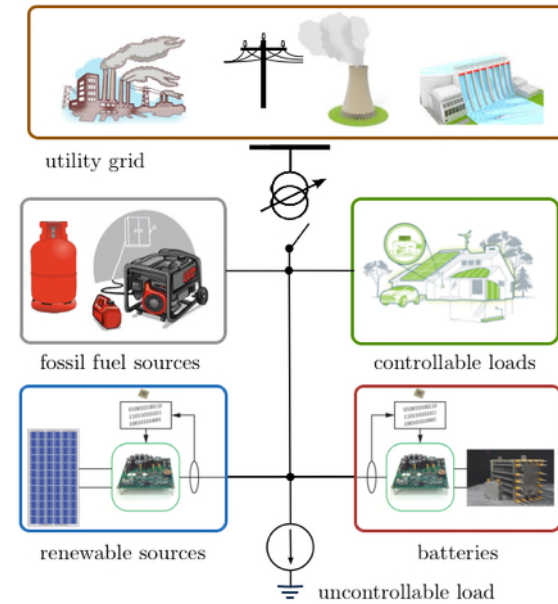 utility grid
fossil fuel sources
controllable loads
renewable sources
batteries
uncontrollable load